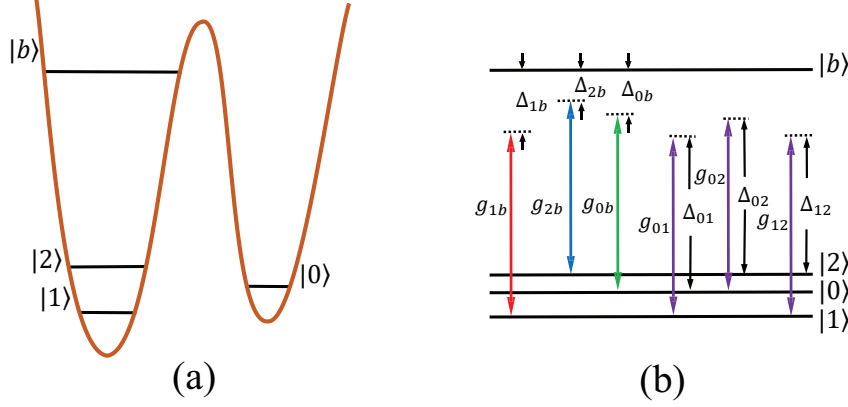 |b⟩
|2⟩
|1⟩
|0⟩
(a)
|b⟩
Δ₁b
Δ₂b
Δ₀b
g₁b
g₂b
g₀b
g₀₁
Δ₀₁
g₀₂
Δ₀₂
g₁₂
Δ₁₂
|2⟩
|0⟩
|1⟩
(b)